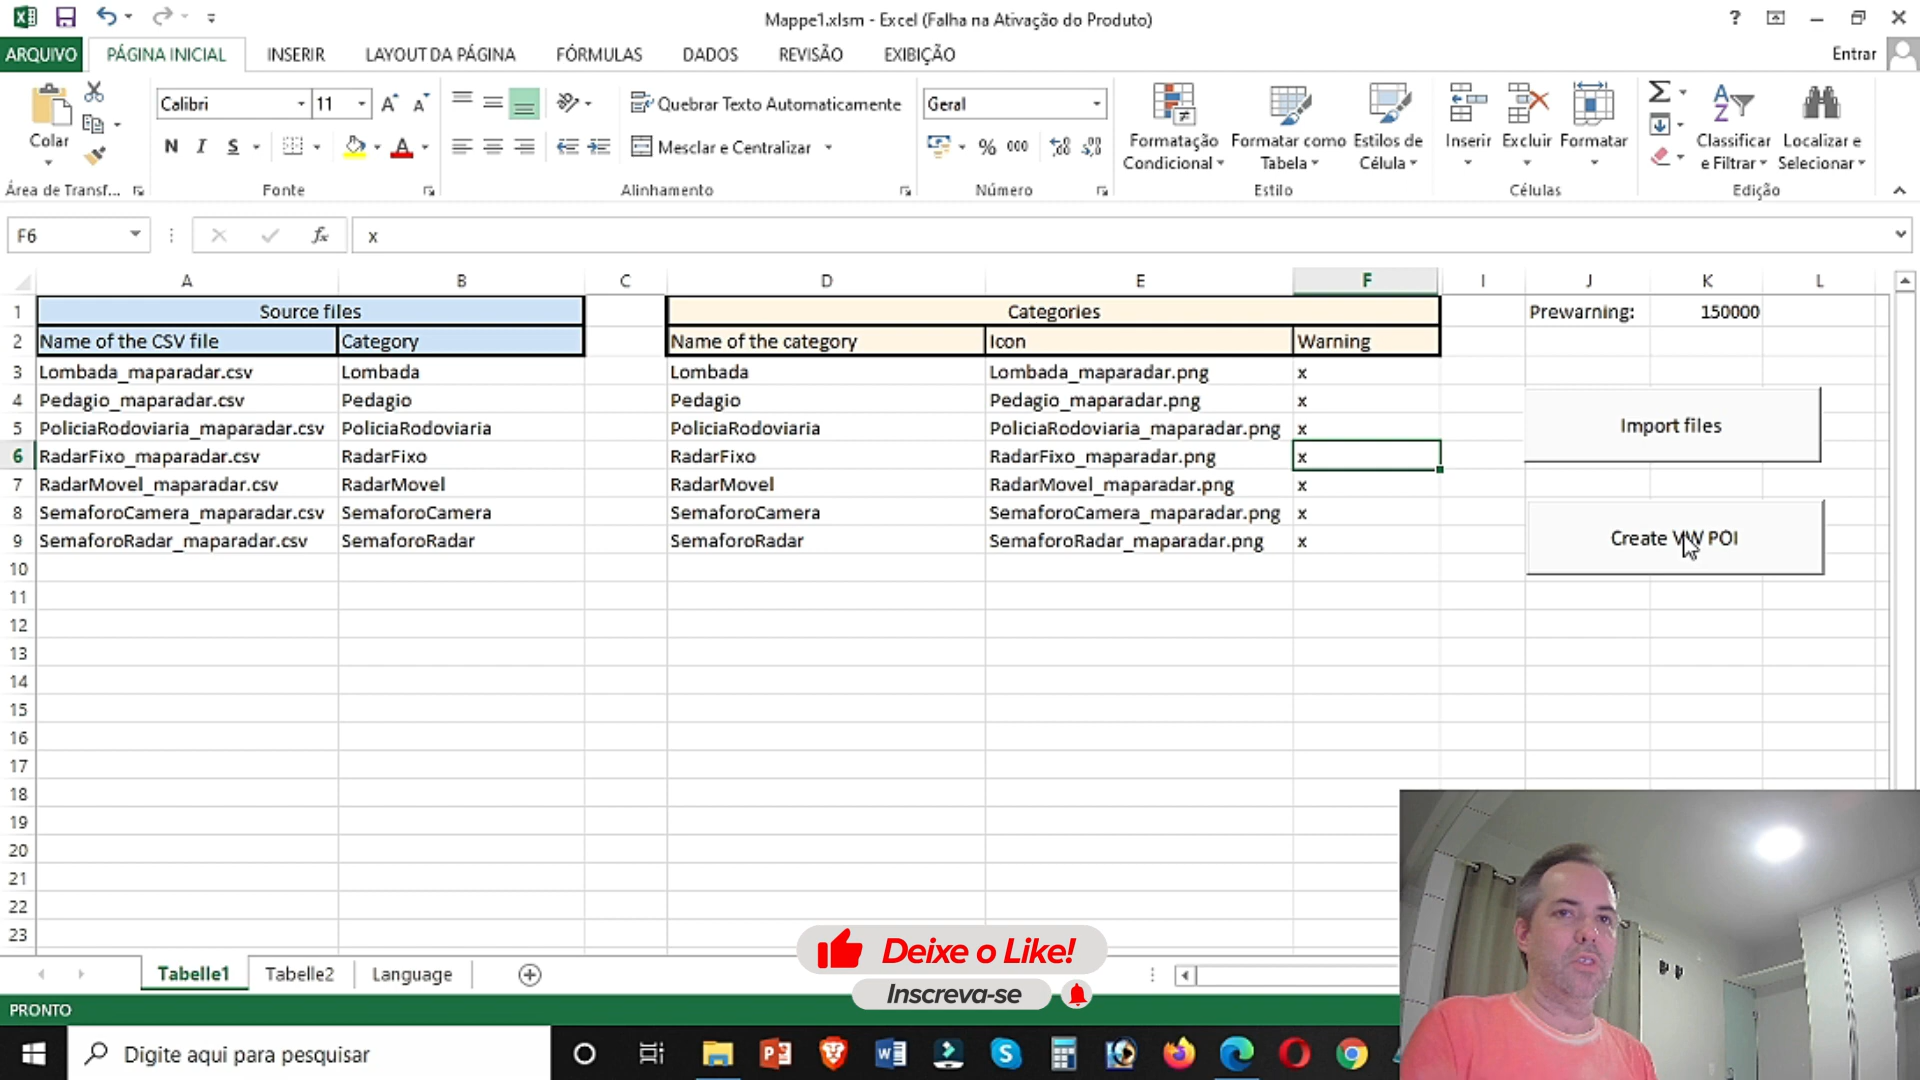 Mappe1.xlsm - Excel (Falha na Ativação do Produto)
ARQUIVO PÁGINA INICIAL INSERIR LAYOUT DA PÁGINA FÓRMULAS DADOS REVISÃO EXIBIÇÃO Entrar
Calibri 11 Quebrar Texto Automaticamente Geral
Colar N I S Mesclar e Centralizar % 000 Formatação Condicional Formatar como Tabela Estilos de Célula Inserir Excluir Formatar Classificar e Filtrar Localizar e Selecionar
Área de Transf... Fonte Alinhamento Número Estilo Células Edição
F6 fx x
A B C D E F I J K L
1 Source files Categories Prewarning: 150000
2 Name of the CSV file Category Name of the category Icon Warning
3 Lombada_maparadar.csv Lombada Lombada Lombada_maparadar.png x
4 Pedagio_maparadar.csv Pedagio Pedagio Pedagio_maparadar.png x
5 PoliciaRodoviaria_maparadar.csv PoliciaRodoviaria PoliciaRodoviaria PoliciaRodoviaria_maparadar.png x
Import files
6 RadarFixo_maparadar.csv RadarFixo RadarFixo RadarFixo_maparadar.png x
7 RadarMovel_maparadar.csv RadarMovel RadarMovel RadarMovel_maparadar.png x
8 SemaforoCamera_maparadar.csv SemaforoCamera SemaforoCamera SemaforoCamera_maparadar.png x
9 SemaforoRadar_maparadar.csv SemaforoRadar SemaforoRadar SemaforoRadar_maparadar.png x
Create VW POI
10
11
12
13
14
15
16
17
18
19
20
21
22
23
Deixe o Like!
Inscreva-se
Tabelle1 Tabelle2 Language
PRONTO
Digite aqui para pesquisar